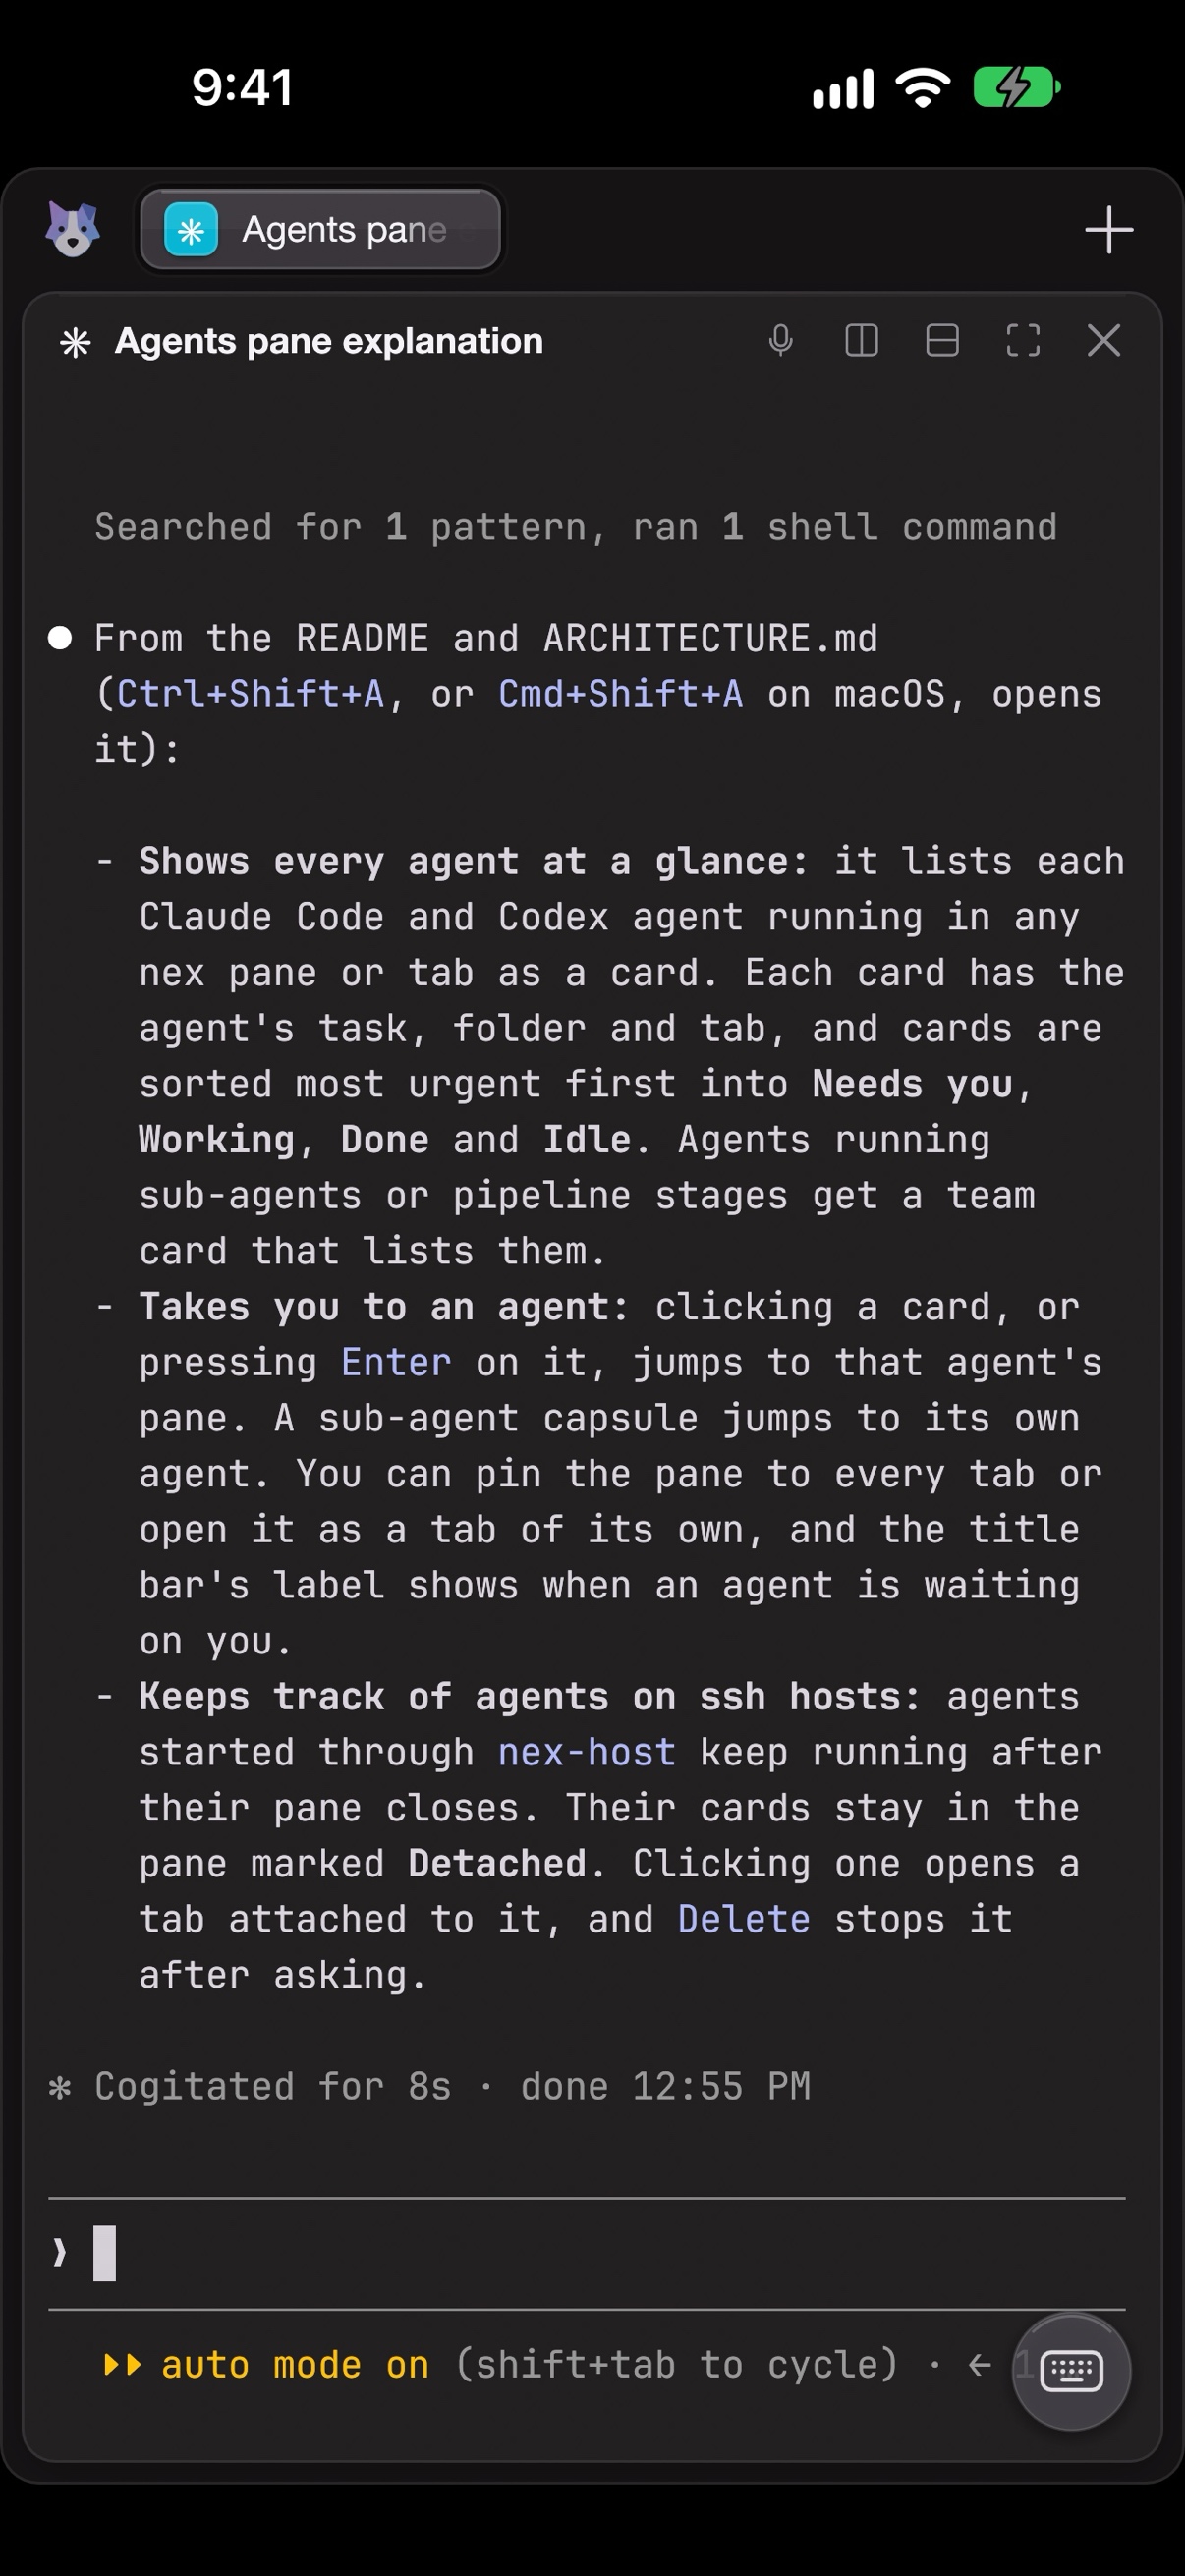 9:41
Agents pane
Agents pane explanation
Searched for 1 pattern, ran 1 shell command
From the README and ARCHITECTURE.md
(Ctrl+Shift+A, or Cmd+Shift+A on macOS, opens
it):
- Shows every agent at a glance: it lists each
Claude Code and Codex agent running in any
nex pane or tab as a card. Each card has the
agent's task, folder and tab, and cards are
sorted most urgent first into Needs you,
Working, Done and Idle. Agents running
sub-agents or pipeline stages get a team
card that lists them.
- Takes you to an agent: clicking a card, or
pressing Enter on it, jumps to that agent's
pane. A sub-agent capsule jumps to its own
agent. You can pin the pane to every tab or
open it as a tab of its own, and the title
bar's label shows when an agent is waiting
on you.
- Keeps track of agents on ssh hosts: agents
started through nex-host keep running after
their pane closes. Their cards stay in the
pane marked Detached. Clicking one opens a
tab attached to it, and Delete stops it
after asking.
✻ Cogitated for 8s · done 12:55 PM
❯
⏵⏵ auto mode on (shift+tab to cycle) · ← 1